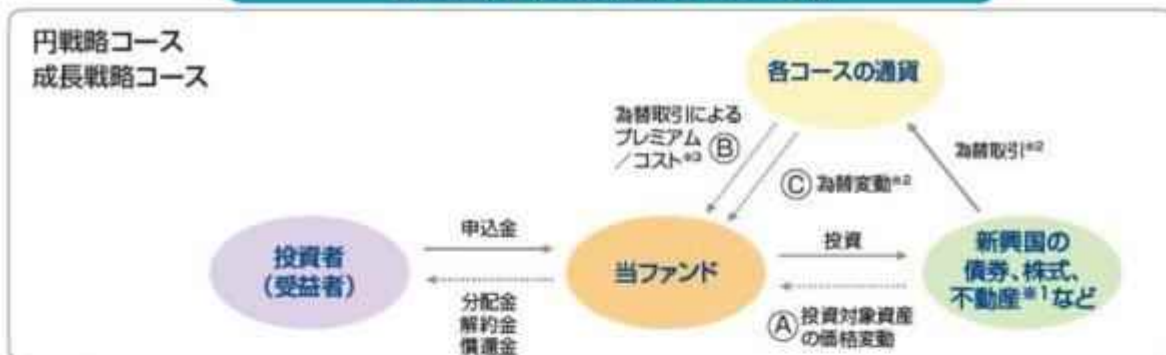 円戦略コース
成長戦略コース
各コースの通貨
為替取引による
プレミアム
／コスト※3 Ⓑ
Ⓒ 為替変動※2
為替取引※2
投資者
（受益者）
申込金
分配金
解約金
償還金
当ファンド
投資
Ⓐ 投資対象資産
の価格変動
新興国の
債券、株式、
不動産※1など